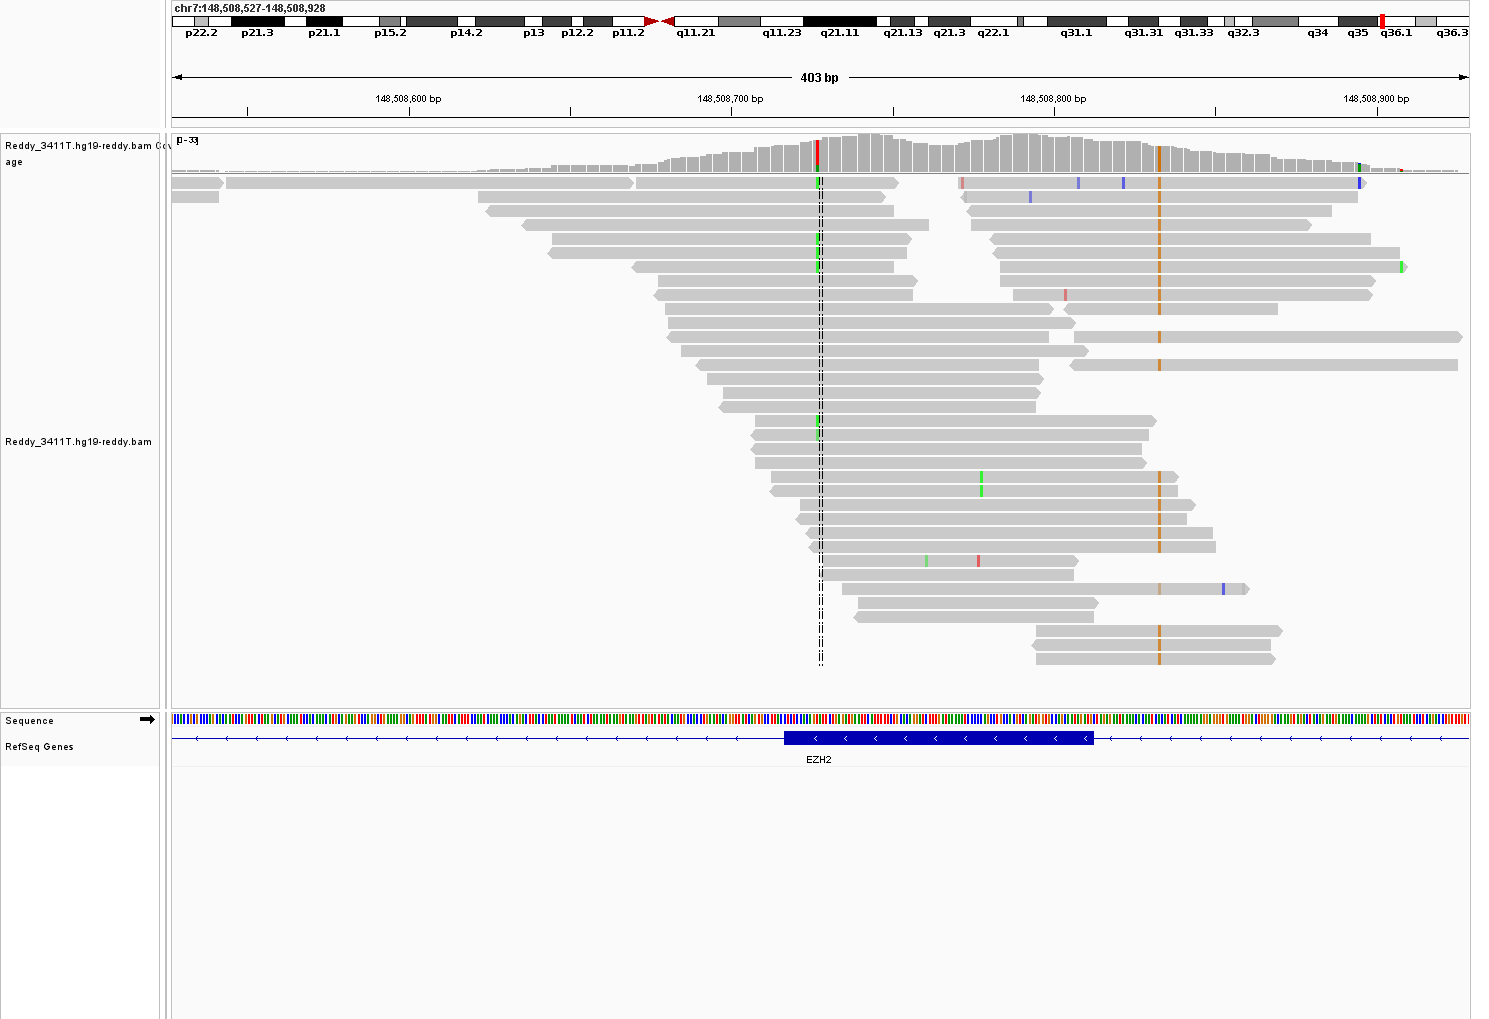 chr7:148,508,527-148,508,928
p22.2 p21.3 p21.1 p15.2 p14.2 p13 p12.2 p11.2 q11.21 q11.23 q21.11 q21.13 q21.3 q22.1 q31.1 q31.31 q31.33 q32.3 q34 q35 q36.1 q36.3
403 bp
148,508,600 bp 148,508,700 bp 148,508,800 bp 148,508,900 bp
Reddy_3411T.hg19-reddy.bam Cov
age
[0 - 33]
Reddy_3411T.hg19-reddy.bam
Sequence
RefSeq Genes
EZH2